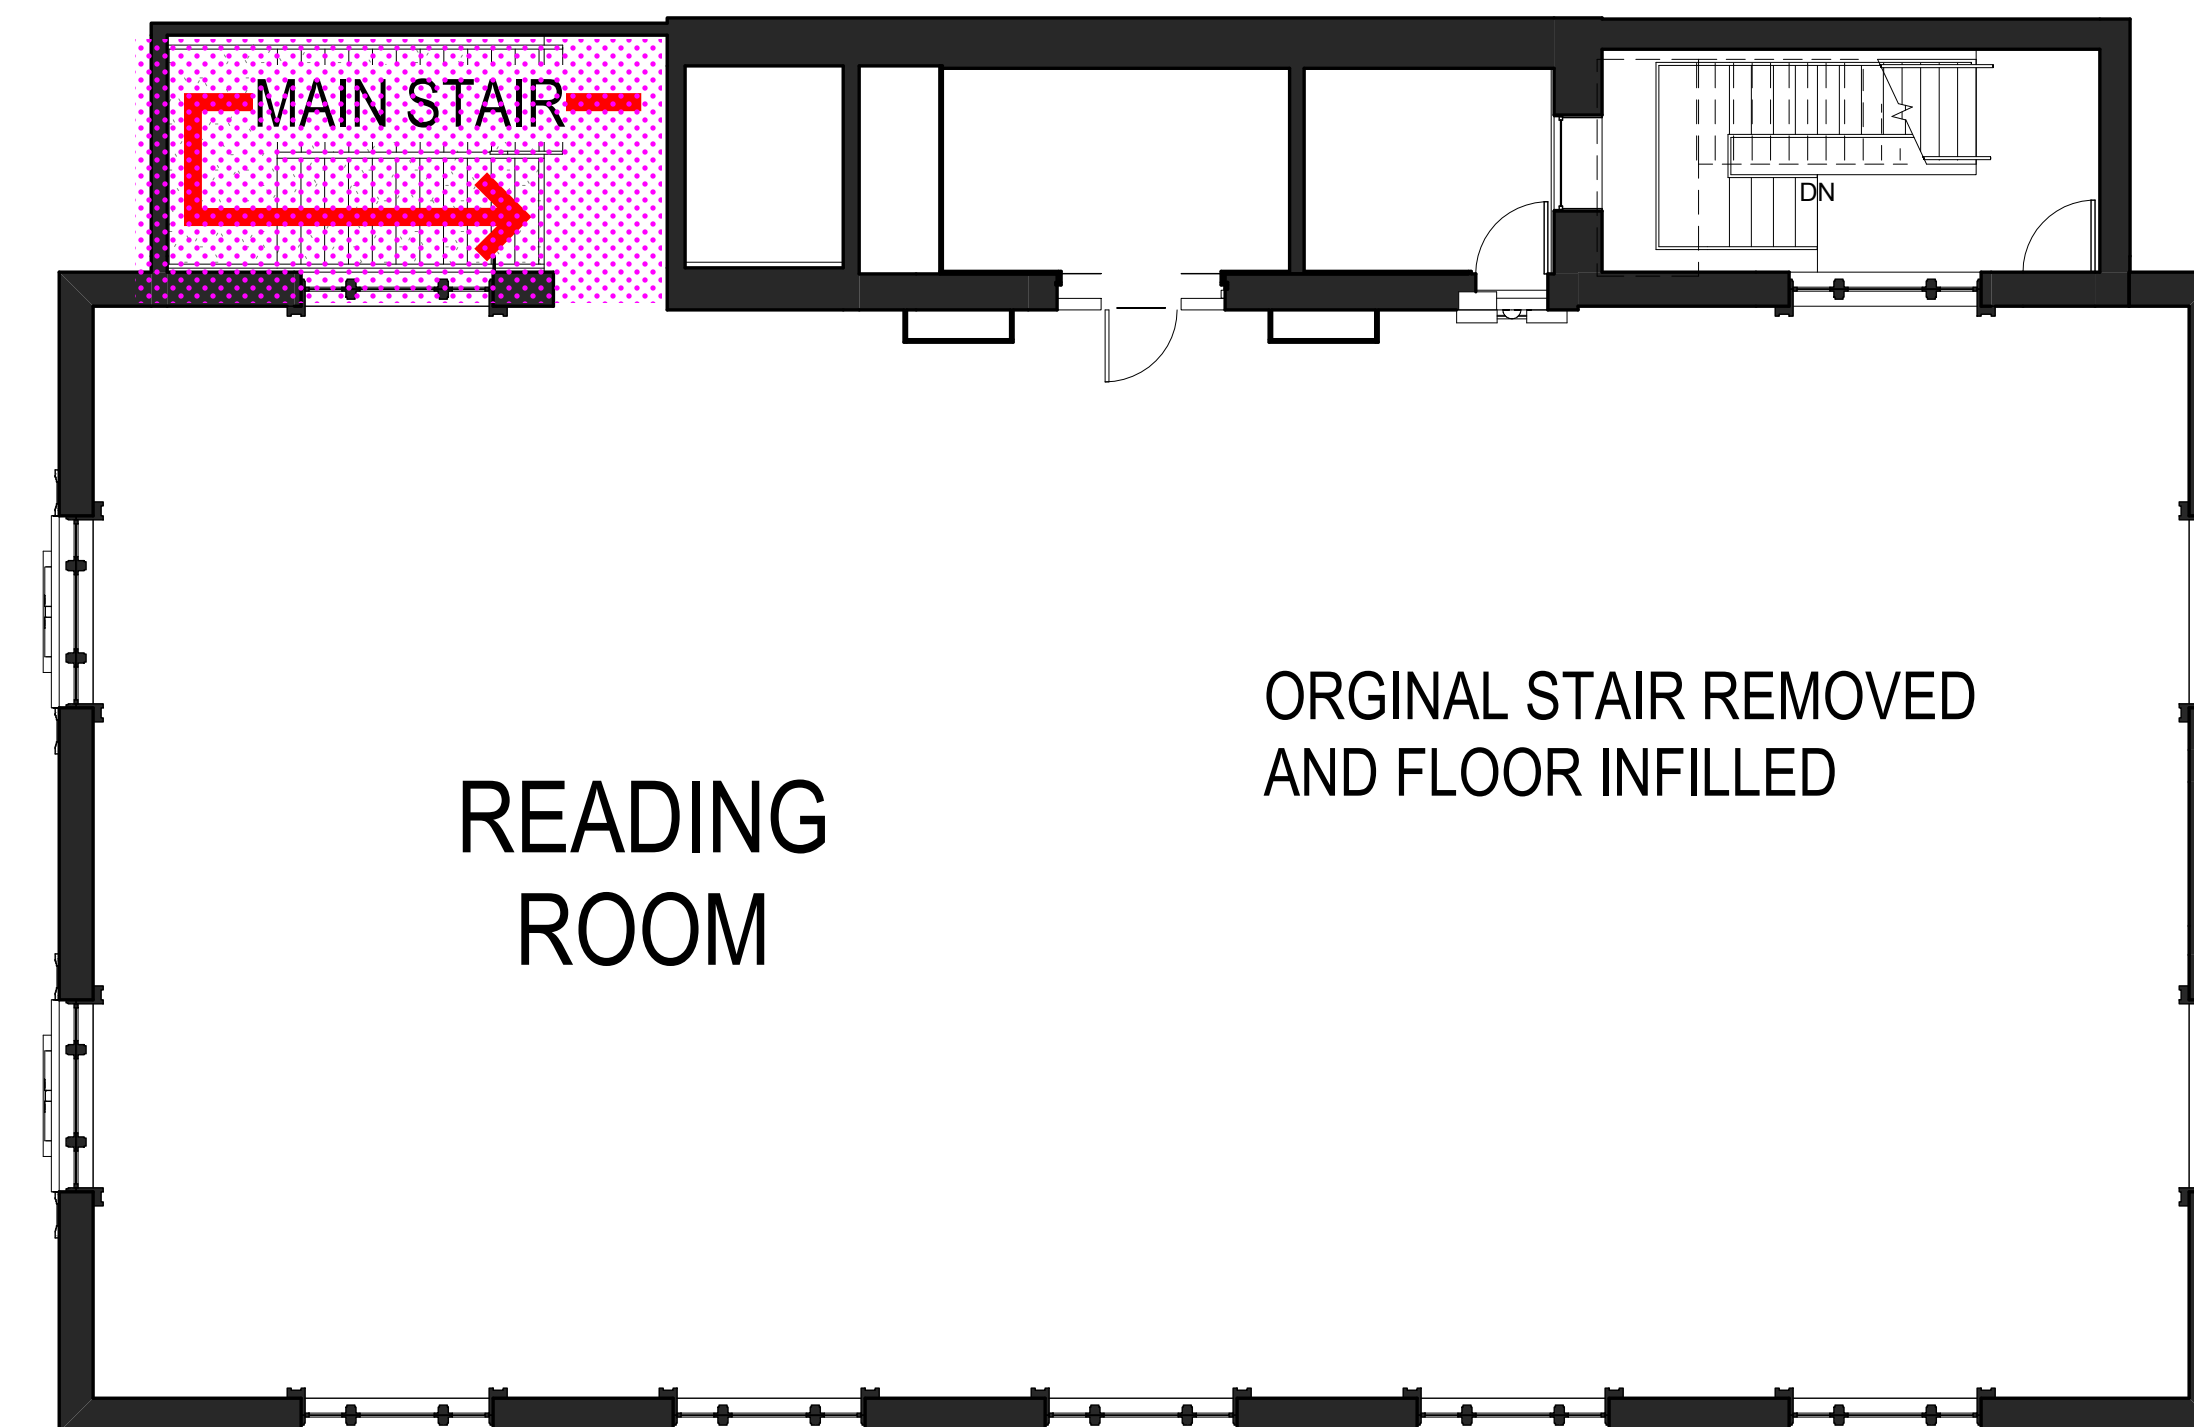 MAIN STAIR
DN
ORGINAL STAIR REMOVED
AND FLOOR INFILLED
READING
ROOM